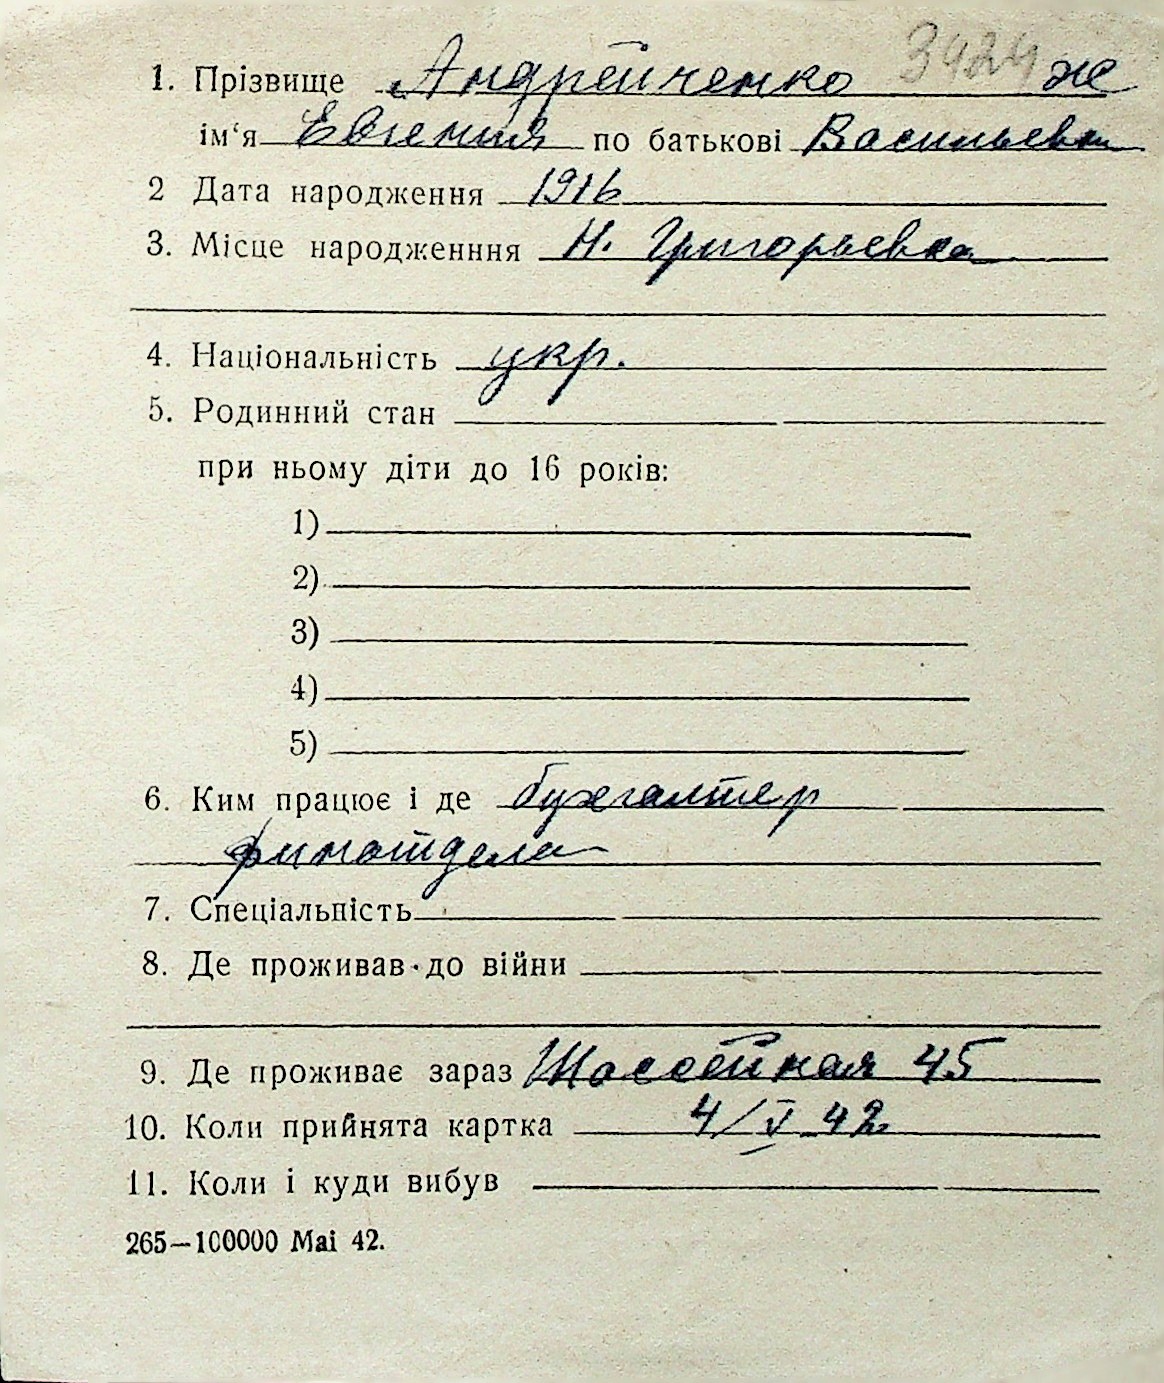 3424
1. Прізвище Андрейченко ж
ім‘я Евгения по батькові Васильевна
2 Дата народження 1916
3. Місце народженння Н. Григорьевка
4. Національність укр.
5. Родинний стан
при ньому діти до 16 років:
1)
2)
3)
4)
5)
6. Ким працює і де бухгалтер
финотдела
7. Спеціальність
8. Де проживав до війни
9. Де проживає зараз Шоссейная 45
10. Коли прийнята картка 4/V 42
11. Коли і куди вибув
265—100000 Mai 42.